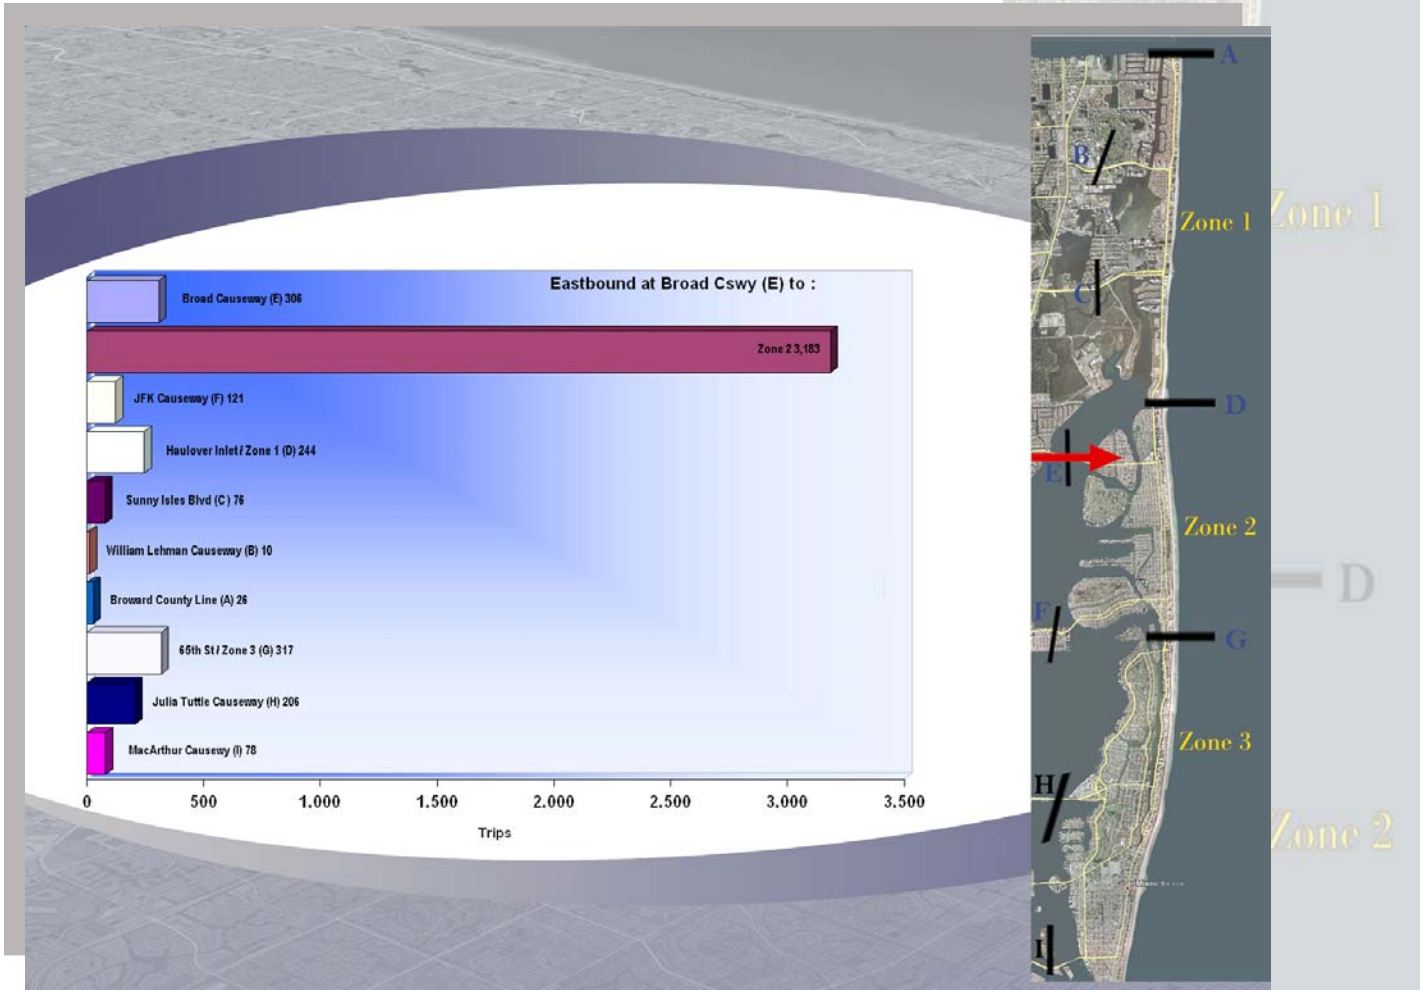 Eastbound at Broad Cswy (E) to :
Broad Causeway (E) 306
Zone 2 3,183
JFK Causeway (F) 121
Haulover Inlet / Zone 1 (D) 244
Sunny Isles Blvd (C ) 76
William Lehman Causeway (B) 10
Broward County Line (A) 26
65th St / Zone 3 (G) 317
Julia Tuttle Causeway (H) 206
MacArthur Causewy (I) 78
0 500 1.000 1.500 2.000 2.500 3.000 3.500
Trips
A
B
Zone 1
C
D
E
Zone 2
F
G
Zone 3
H
Miami Beach
I
Zone 1
D
Zone 2